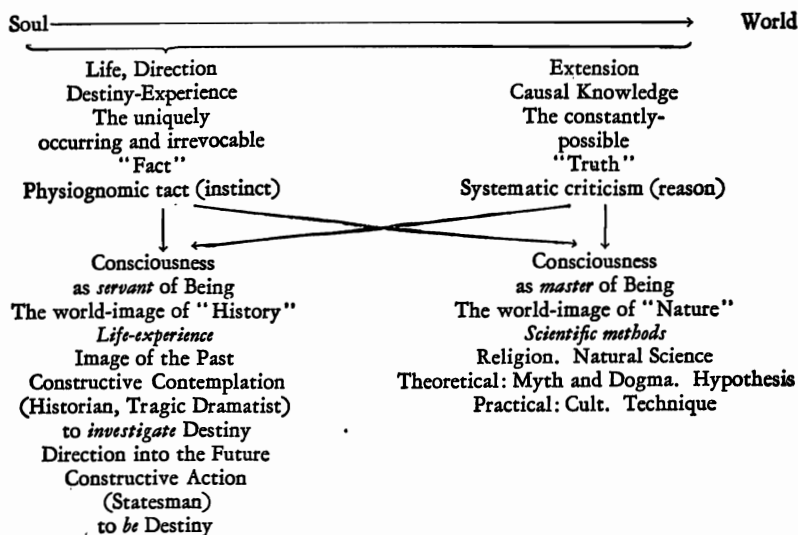 Soul World
Life, Direction
Destiny-Experience
The uniquely
occurring and irrevocable
"Fact"
Physiognomic tact (instinct)
Extension
Causal Knowledge
The constantly-
possible
"Truth"
Systematic criticism (reason)
Consciousness
as servant of Being
The world-image of "History"
Life-experience
Image of the Past
Constructive Contemplation
(Historian, Tragic Dramatist)
to investigate Destiny
Direction into the Future
Constructive Action
(Statesman)
to be Destiny
Consciousness
as master of Being
The world-image of "Nature"
Scientific methods
Religion. Natural Science
Theoretical: Myth and Dogma. Hypothesis
Practical: Cult. Technique